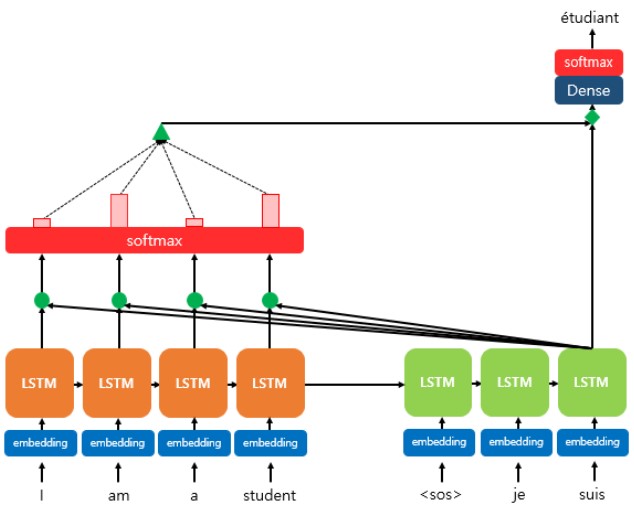 étudiant
softmax
Dense
softmax
LSTM LSTM LSTM LSTM LSTM LSTM LSTM
embedding embedding embedding embedding embedding embedding embedding
I am a student <sos> je suis